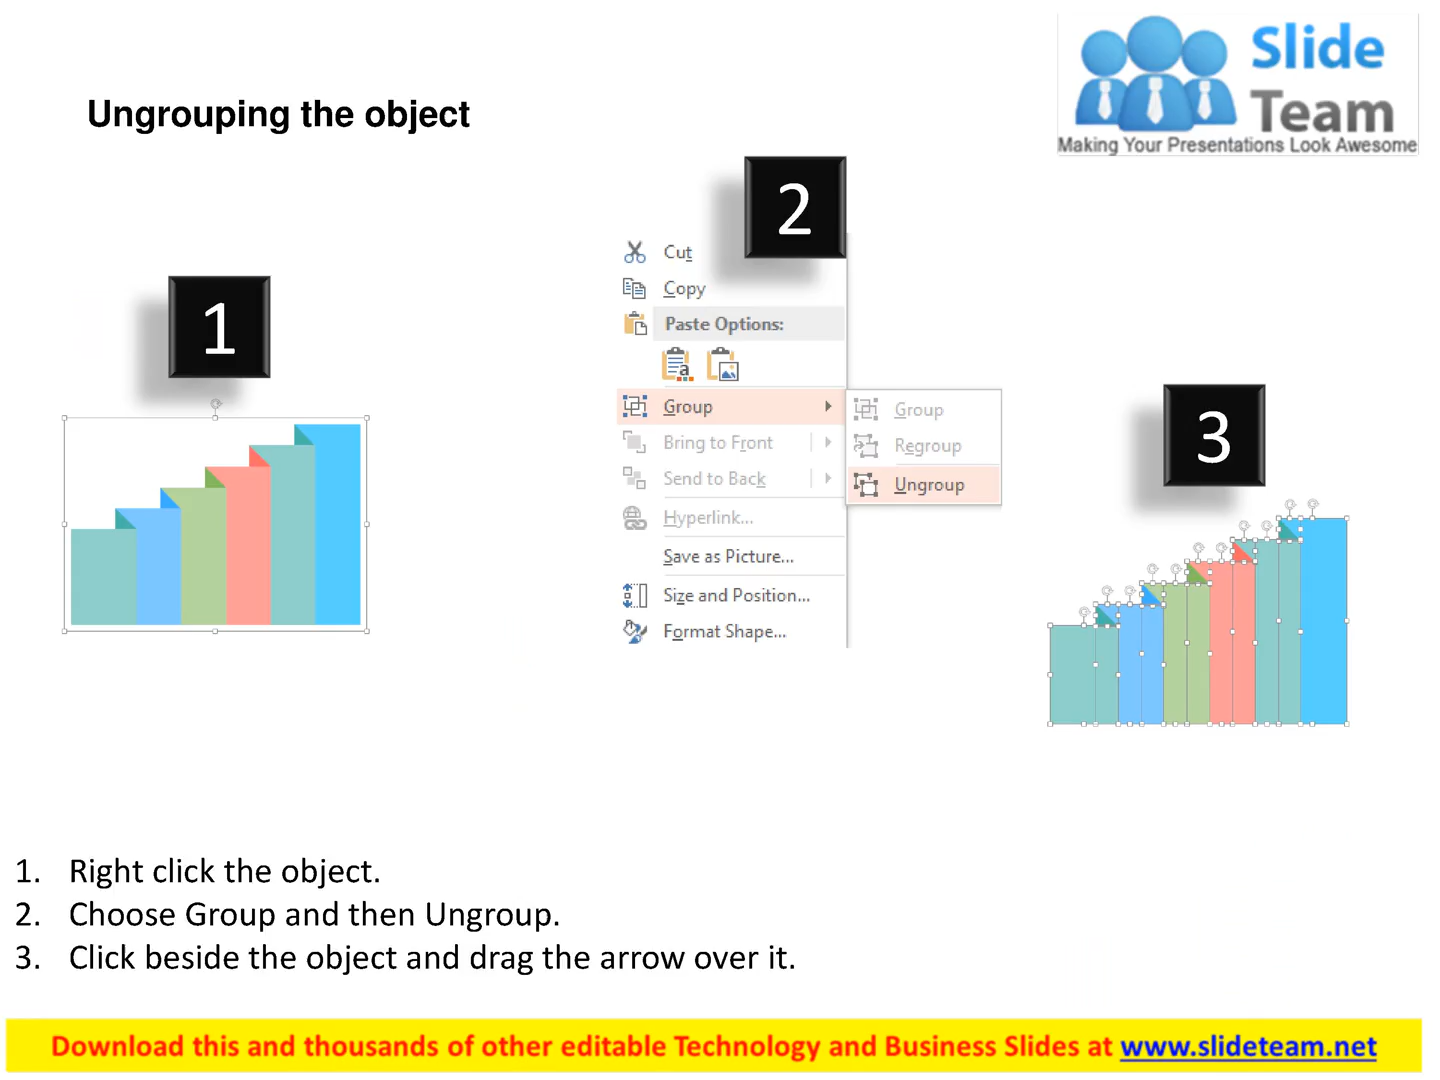 Slide
Team
Making Your Presentations Look Awesome
Ungrouping the object
1
2
Cut
Copy
Paste Options:
Group
Bring to Front
Send to Back
Hyperlink...
Save as Picture...
Size and Position...
Format Shape...
Group
Regroup
Ungroup
3
1. Right click the object.
2. Choose Group and then Ungroup.
3. Click beside the object and drag the arrow over it.
Download this and thousands of other editable Technology and Business Slides at www.slideteam.net